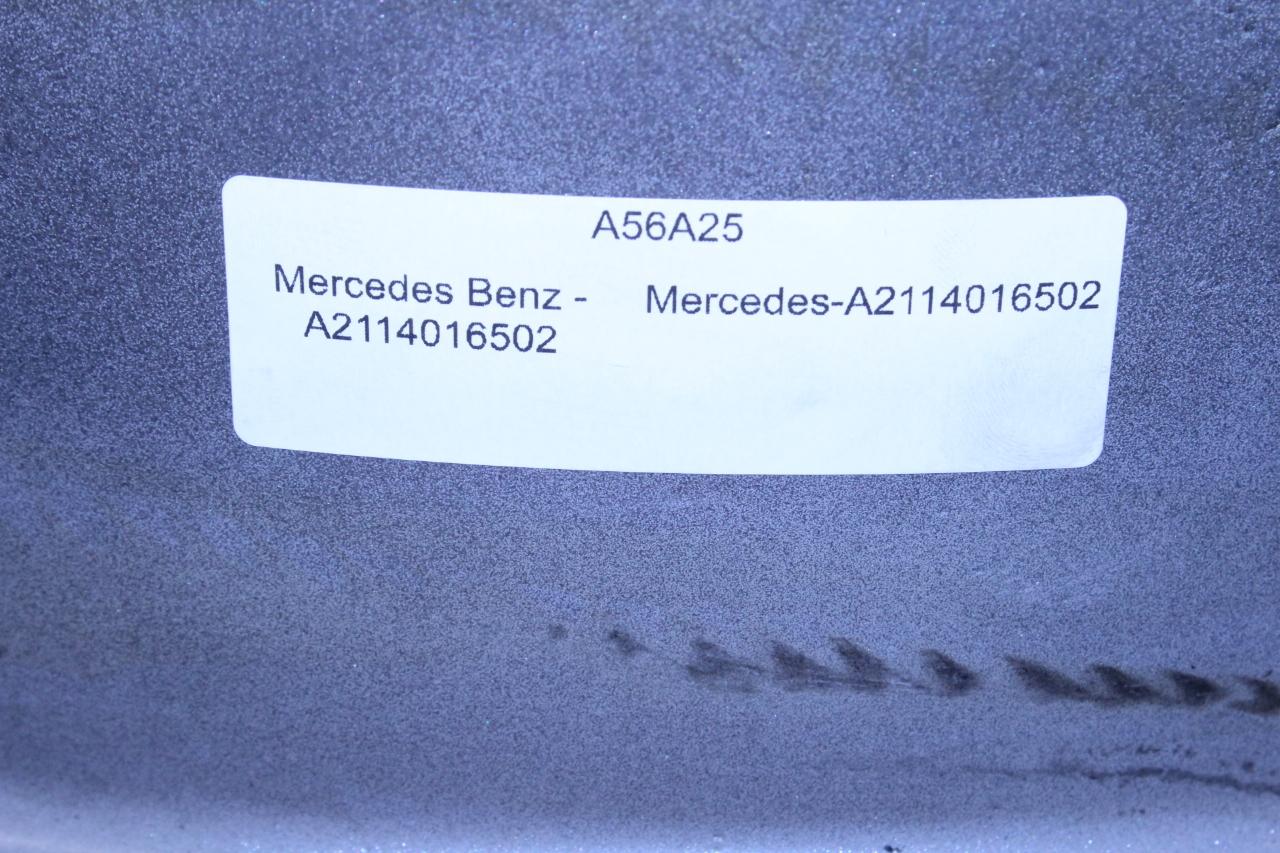 A56A25
Mercedes Benz -
A2114016502
Mercedes-A2114016502